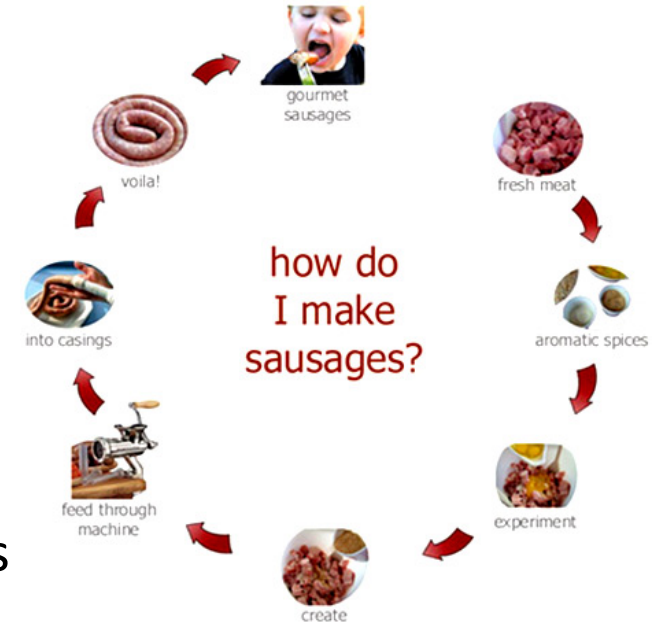 how do
I make
sausages?
fresh meat
aromatic spices
experiment
create
feed through
machine
into casings
voila!
gourmet
sausages
s